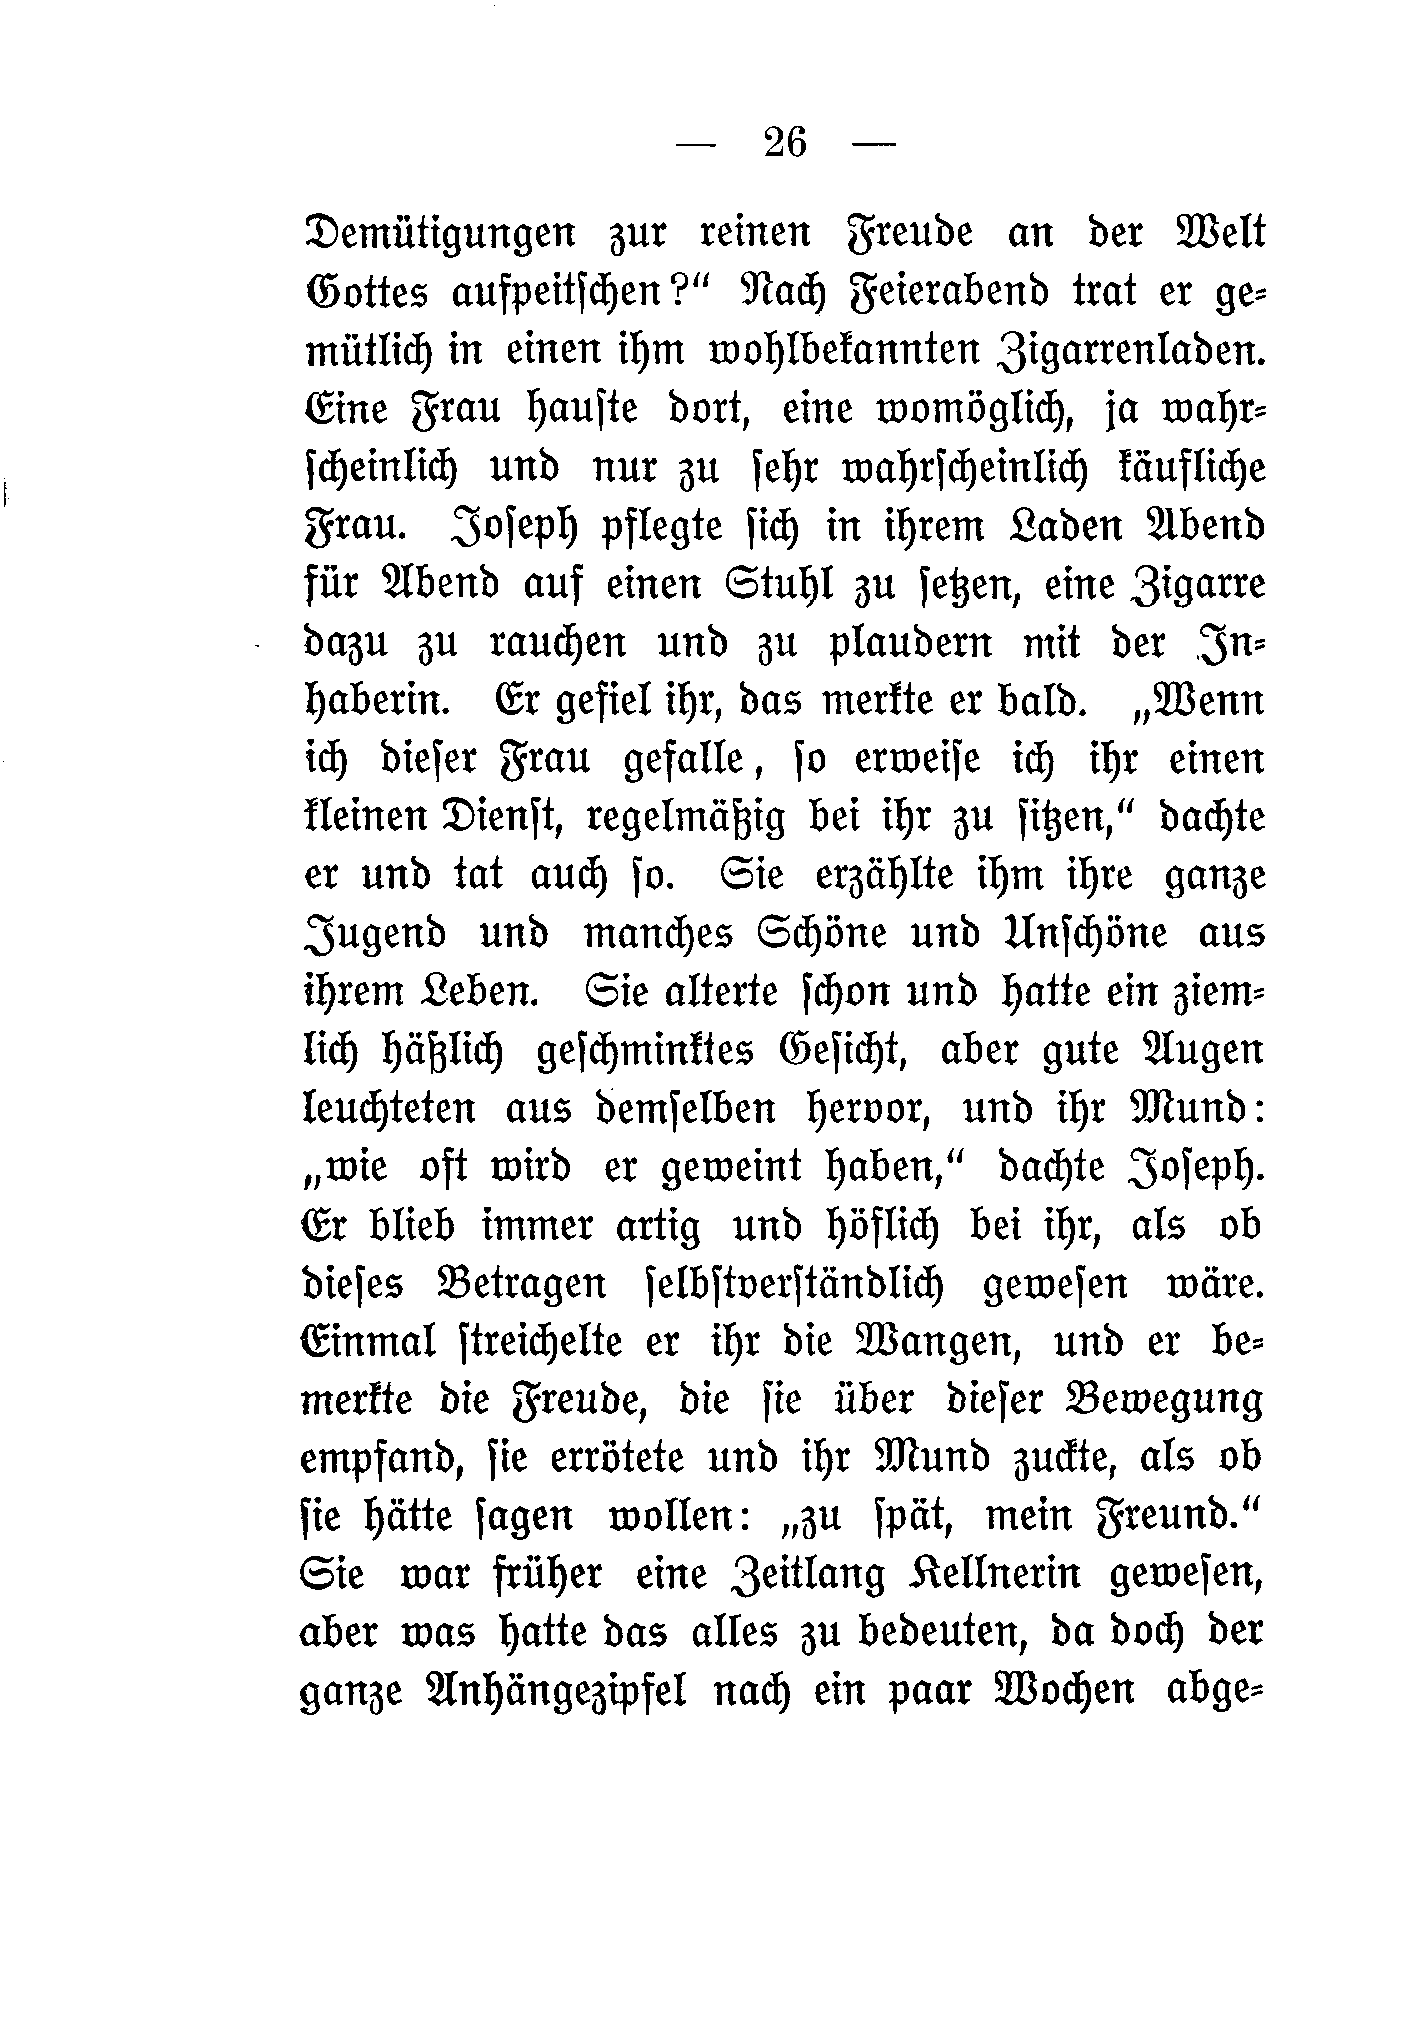 — 26 —
Demütigungen zur reinen Freude an der Welt
Gottes aufpeitſchen?“ Nach Feierabend trat er ge⸗
mütlich in einen ihm wohlbekannten Zigarrenladen.
Eine Frau hauſte dort, eine womöglich, ja wahr⸗
ſcheinlich und nur zu ſehr wahrſcheinlich käufliche
Frau. Joſeph pflegte ſich in ihrem Laden Abend
für Abend auf einen Stuhl zu ſetzen, eine Zigarre
dazu zu rauchen und zu plaudern mit der In⸗
haberin. Er gefiel ihr, das merkte er bald. „Wenn
ich dieſer Frau gefalle, ſo erweiſe ich ihr einen
kleinen Dienſt, regelmäßig bei ihr zu ſitzen,“ dachte
er und tat auch ſo. Sie erzählte ihm ihre ganze
Jugend und manches Schöne und Unſchöne aus
ihrem Leben. Sie alterte ſchon und hatte ein ziem⸗
lich häßlich geſchminktes Geſicht, aber gute Augen
leuchteten aus demſelben hervor, und ihr Mund:
„wie oft wird er geweint haben,“ dachte Joſeph.
Er blieb immer artig und höflich bei ihr, als ob
dieſes Betragen ſelbſtverſtändlich geweſen wäre.
Einmal ſtreichelte er ihr die Wangen, und er be⸗
merkte die Freude, die ſie über dieſer Bewegung
empfand, ſie errötete und ihr Mund zuckte, als ob
ſie hätte ſagen wollen: „zu ſpät, mein Freund.“
Sie war früher eine Zeitlang Kellnerin geweſen,
aber was hatte das alles zu bedeuten, da doch der
ganze Anhängezipfel nach ein paar Wochen abge⸗